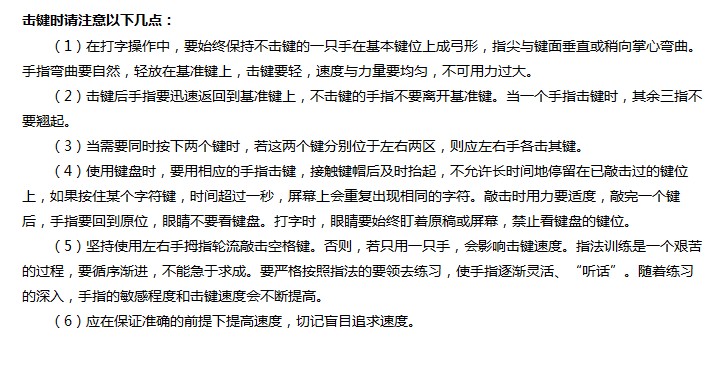 击键时请注意以下几点：
（1）在打字操作中，要始终保持不击键的一只手在基本键位上成弓形，指尖与键面垂直或稍向掌心弯曲。
手指弯曲要自然，轻放在基准键上，击键要轻，速度与力量要均匀，不可用力过大。
（2）击键后手指要迅速返回到基准键上，不击键的手指不要离开基准键。当一个手指击键时，其余三指不
要翘起。
（3）当需要同时按下两个键时，若这两个键分别位于左右两区，则应左右手各击其键。
（4）使用键盘时，要用相应的手指击键，接触键帽后及时抬起，不允许长时间地停留在已敲击过的键位
上，如果按住某个字符键，时间超过一秒，屏幕上会重复出现相同的字符。敲击时用力要适度，敲完一个键
后，手指要回到原位，眼睛不要看键盘。打字时，眼睛要始终盯着原稿或屏幕，禁止看键盘的键位。
（5）坚持使用左右手拇指轮流敲击空格键。否则，若只用一只手，会影响击键速度。指法训练是一个艰苦
的过程，要循序渐进，不能急于求成。要严格按照指法的要领去练习，使手指逐渐灵活、“听话”。随着练习
的深入，手指的敏感程度和击键速度会不断提高。
（6）应在保证准确的前提下提高速度，切记盲目追求速度。